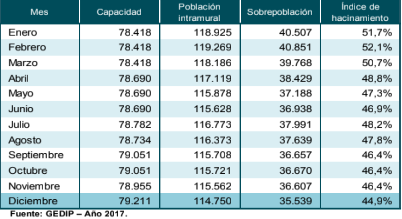 Mes Capacidad Población intramural Sobrepoblación Índice de hacinamiento
Enero 78.418 118.925 40.507 51,7%
Febrero 78.418 119.269 40.851 52,1%
Marzo 78.418 118.186 39.768 50,7%
Abril 78.690 117.119 38.429 48,8%
Mayo 78.690 115.878 37.188 47,3%
Junio 78.690 115.628 36.938 46,9%
Julio 78.782 116.773 37.991 48,2%
Agosto 78.734 116.373 37.639 47,8%
Septiembre 79.051 115.708 36.657 46,4%
Octubre 79.051 115.721 36.670 46,4%
Noviembre 78.955 115.562 36.607 46,4%
Diciembre 79.211 114.750 35.539 44,9%
Fuente: GEDIP – Año 2017.